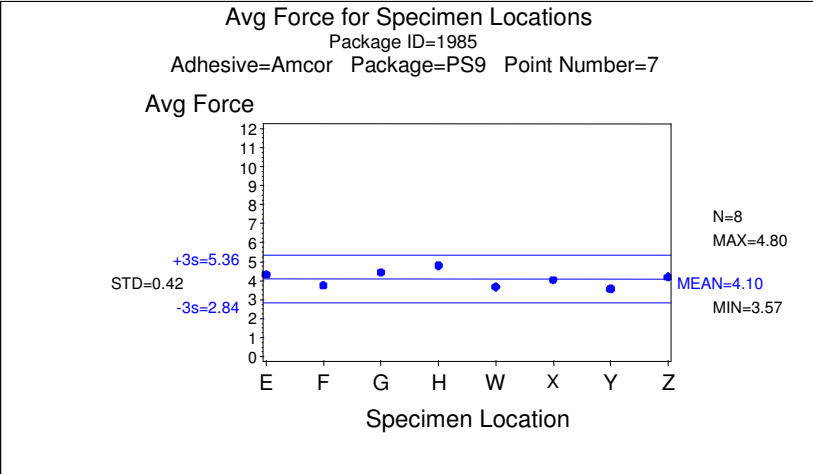 Avg Force for Specimen Locations
Package ID=1985
Adhesive=Amcor Package=PS9 Point Number=7
Avg Force
12
11
10
9
8
7
6
5
4
3
2
1
0
+3s=5.36
STD=0.42
-3s=2.84
N=8
MAX=4.80
MEAN=4.10
MIN=3.57
E F G H W X Y Z
Specimen Location